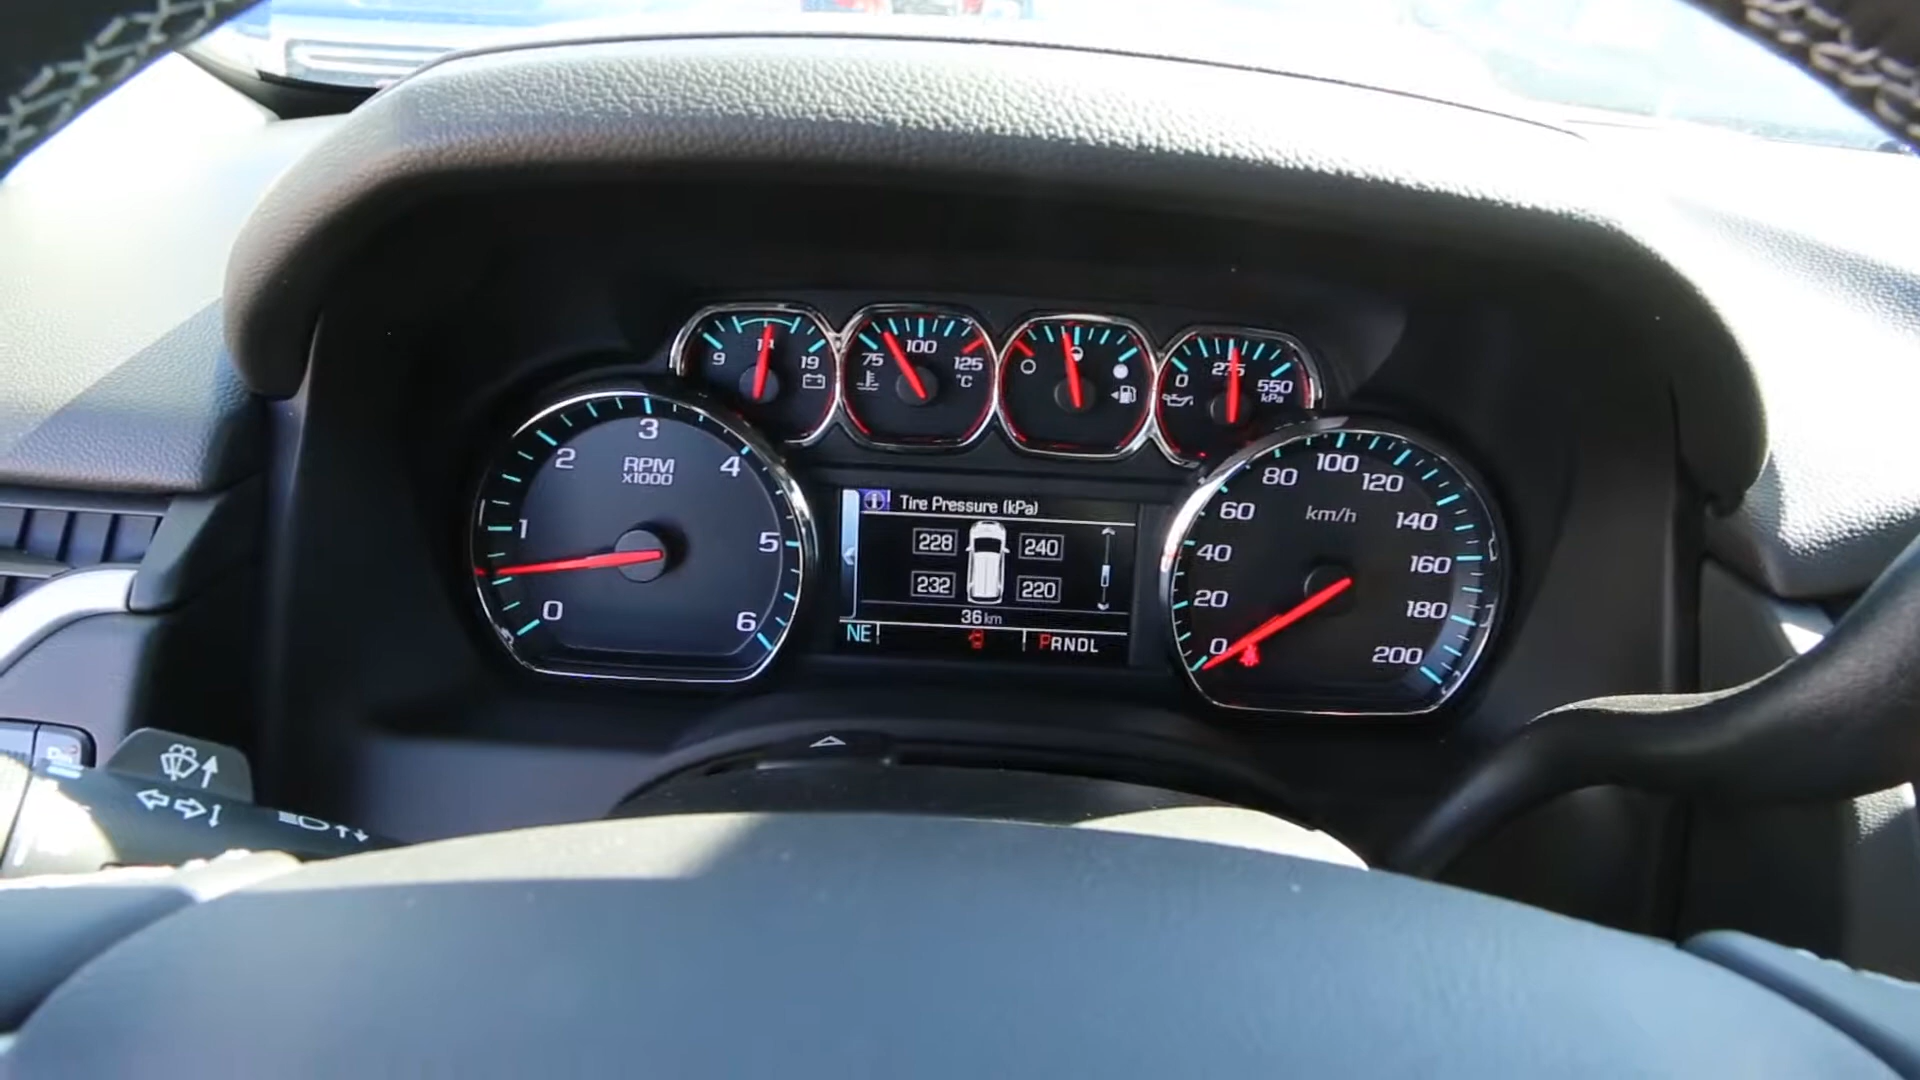 9 14 19
75 100 125
°C
0 275 550
kPa
0 1 2 3 4 5 6
RPM
x1000
Tire Pressure (kPa)
228 240
232 220
36 km
NE PRNDL
0 20 40 60 80 100 120 140 160 180 200
km/h